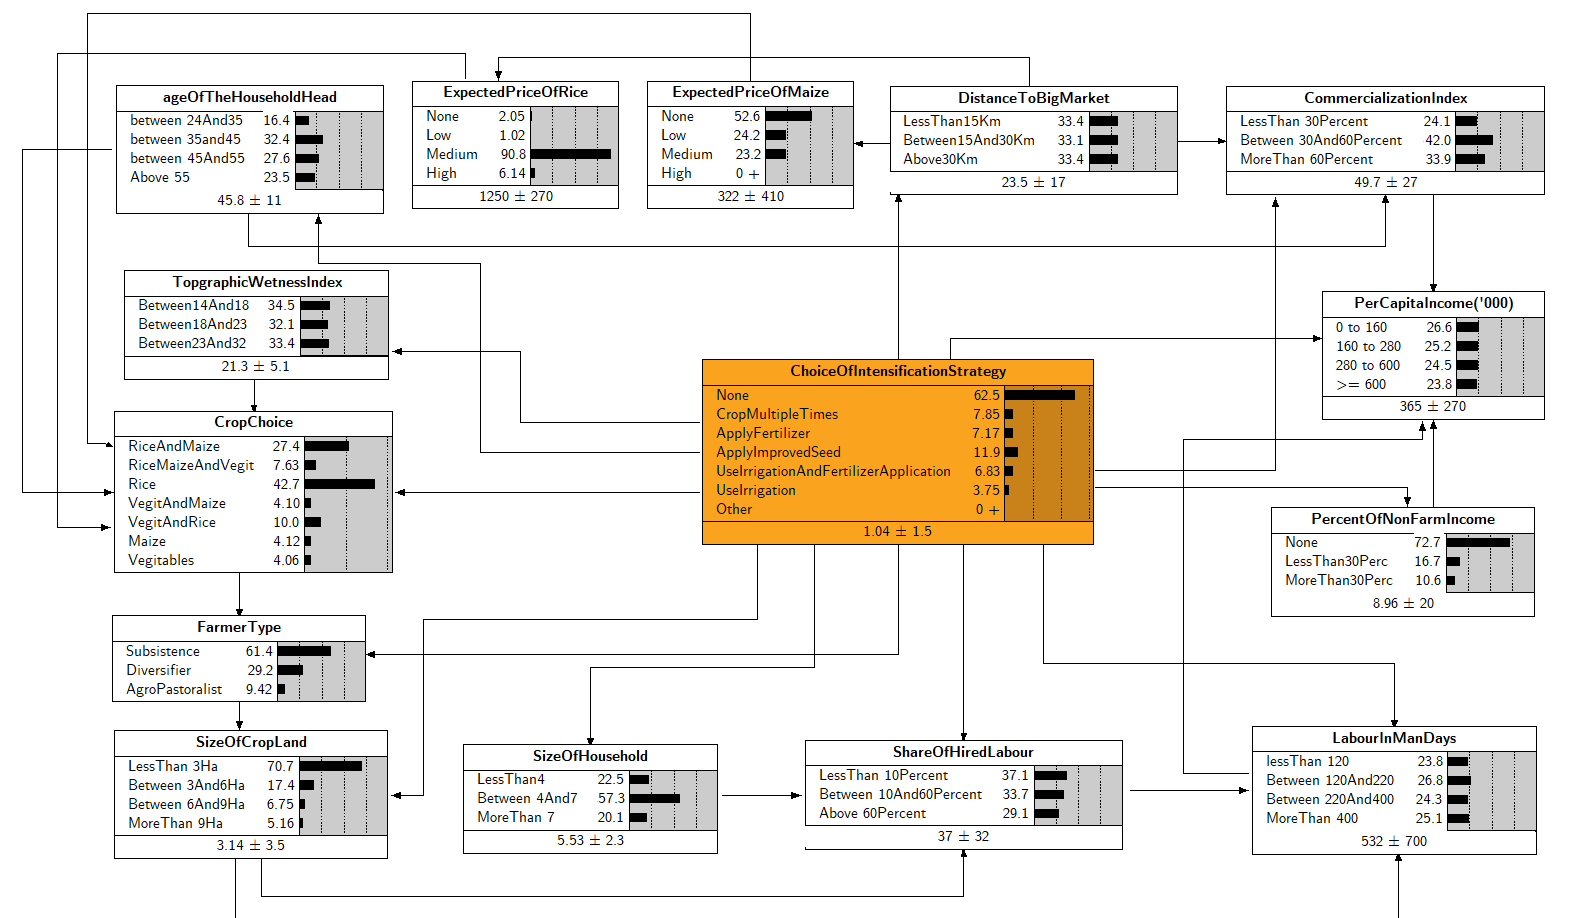 ageOfTheHouseholdHead
between 24And35 16.4
between 35and45 32.4
between 45And55 27.6
Above 55 23.5
45.8 ± 11
ExpectedPriceOfRice
None 2.05
Low 1.02
Medium 90.8
High 6.14
1250 ± 270
ExpectedPriceOfMaize
None 52.6
Low 24.2
Medium 23.2
High 0 +
322 ± 410
DistanceToBigMarket
LessThan15Km 33.4
Between15And30Km 33.1
Above30Km 33.4
23.5 ± 17
CommercializationIndex
LessThan 30Percent 24.1
Between 30And60Percent 42.0
MoreThan 60Percent 33.9
49.7 ± 27
TopgraphicWetnessIndex
Between14And18 34.5
Between18And23 32.1
Between23And32 33.4
21.3 ± 5.1
PerCapitaIncome('000)
0 to 160 26.6
160 to 280 25.2
280 to 600 24.5
>= 600 23.8
365 ± 270
ChoiceOfIntensificationStrategy
None 62.5
CropMultipleTimes 7.85
ApplyFertilizer 7.17
ApplyImprovedSeed 11.9
UseIrrigationAndFertilizerApplication 6.83
UseIrrigation 3.75
Other 0 +
1.04 ± 1.5
CropChoice
RiceAndMaize 27.4
RiceMaizeAndVegit 7.63
Rice 42.7
VegitAndMaize 4.10
VegitAndRice 10.0
Maize 4.12
Vegitables 4.06
PercentOfNonFarmIncome
None 72.7
LessThan30Perc 16.7
MoreThan30Perc 10.6
8.96 ± 20
FarmerType
Subsistence 61.4
Diversifier 29.2
AgroPastoralist 9.42
SizeOfCropLand
LessThan 3Ha 70.7
Between 3And6Ha 17.4
Between 6And9Ha 6.75
MoreThan 9Ha 5.16
3.14 ± 3.5
SizeOfHousehold
LessThan4 22.5
Between 4And7 57.3
MoreThan 7 20.1
5.53 ± 2.3
ShareOfHiredLabour
LessThan 10Percent 37.1
Between 10And60Percent 33.7
Above 60Percent 29.1
37 ± 32
LabourInManDays
lessThan 120 23.8
Between 120And220 26.8
Between 220And400 24.3
MoreThan 400 25.1
532 ± 700